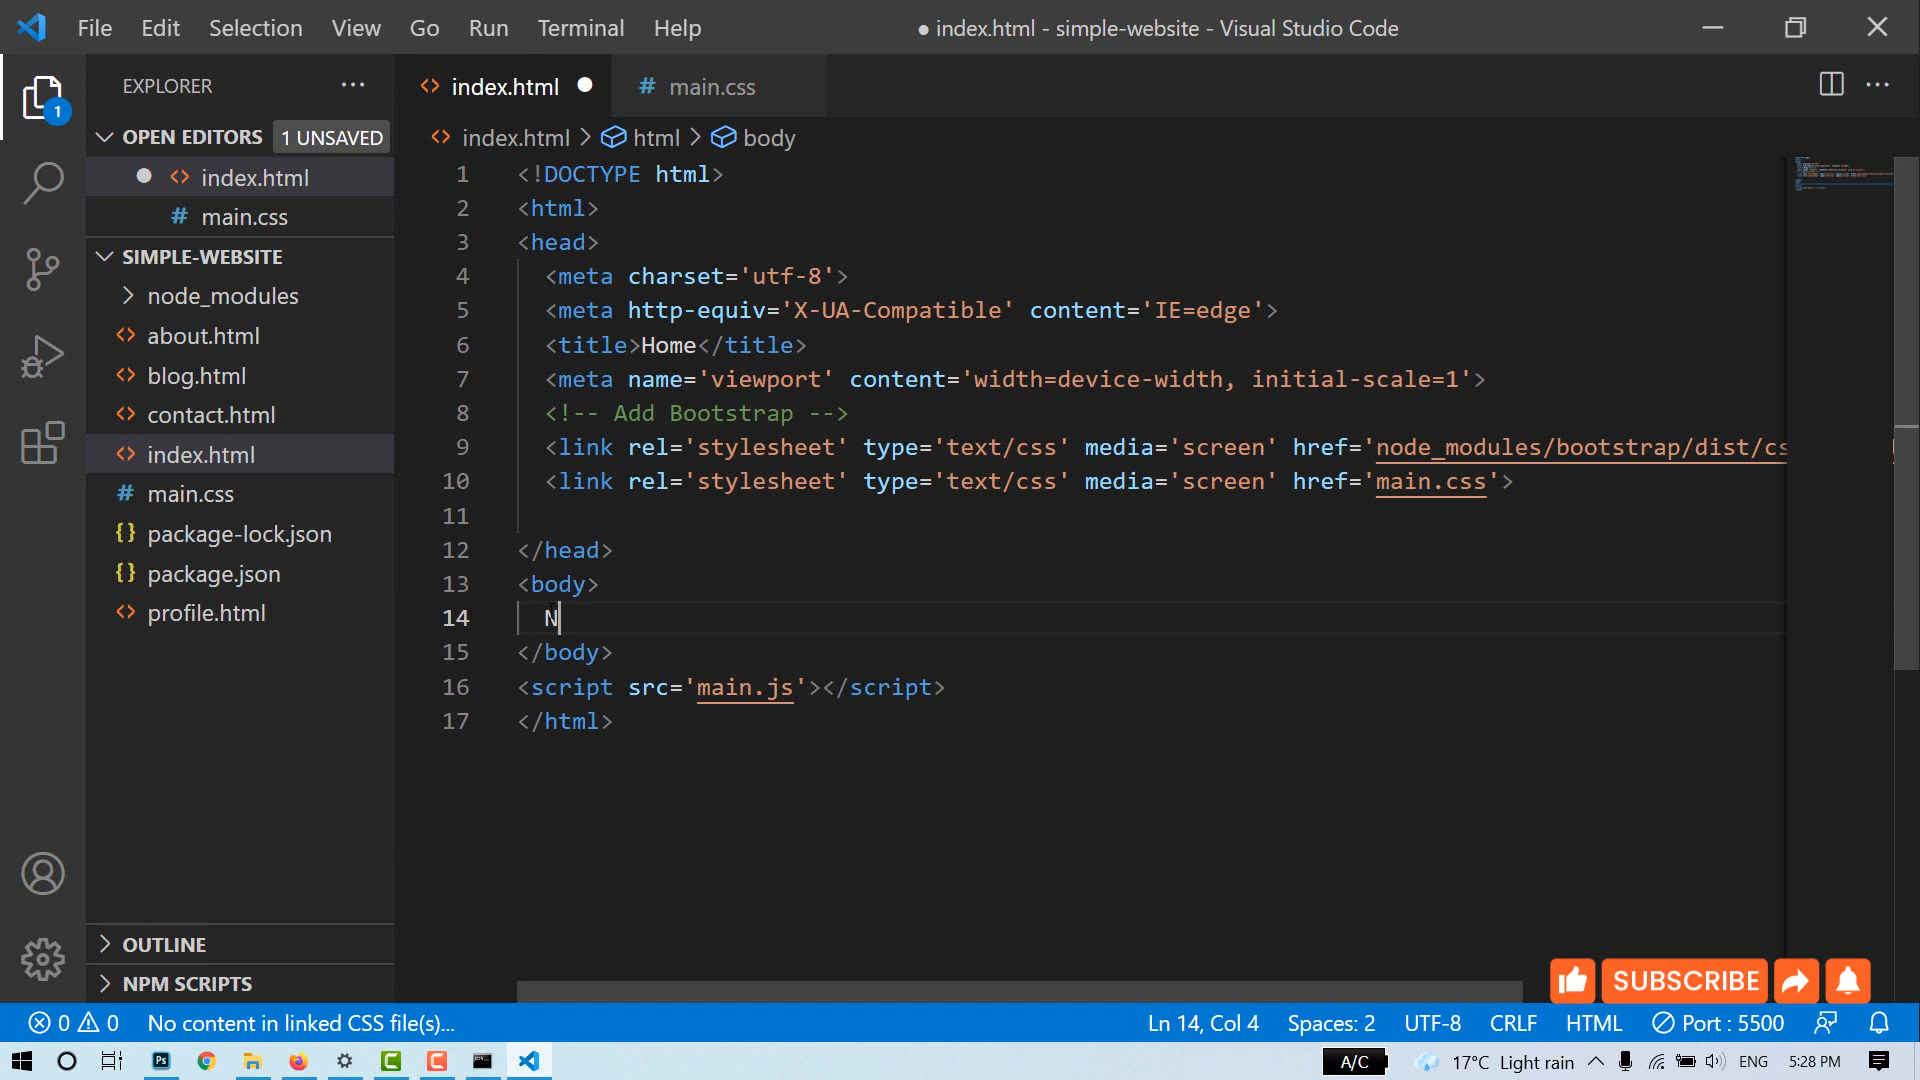 File Edit Selection View Go Run Terminal Help
● index.html - simple-website - Visual Studio Code
EXPLORER
OPEN EDITORS 1 UNSAVED
index.html
main.css
SIMPLE-WEBSITE
node_modules
about.html
blog.html
contact.html
index.html
main.css
package-lock.json
package.json
profile.html
OUTLINE
NPM SCRIPTS
1
index.html
main.css
index.html > html > body
1 <!DOCTYPE html>
2 <html>
3 <head>
4 <meta charset='utf-8'>
5 <meta http-equiv='X-UA-Compatible' content='IE=edge'>
6 <title>Home</title>
7 <meta name='viewport' content='width=device-width, initial-scale=1'>
8 <!-- Add Bootstrap -->
9 <link rel='stylesheet' type='text/css' media='screen' href='node_modules/bootstrap/dist/cs
10 <link rel='stylesheet' type='text/css' media='screen' href='main.css'>
11
12 </head>
13 <body>
14 N
15 </body>
16 <script src='main.js'></script>
17 </html>
SUBSCRIBE
0 0 No content in linked CSS file(s)...
Ln 14, Col 4 Spaces: 2 UTF-8 CRLF HTML Port : 5500
Ps
A/C 17°C Light rain ENG 5:28 PM